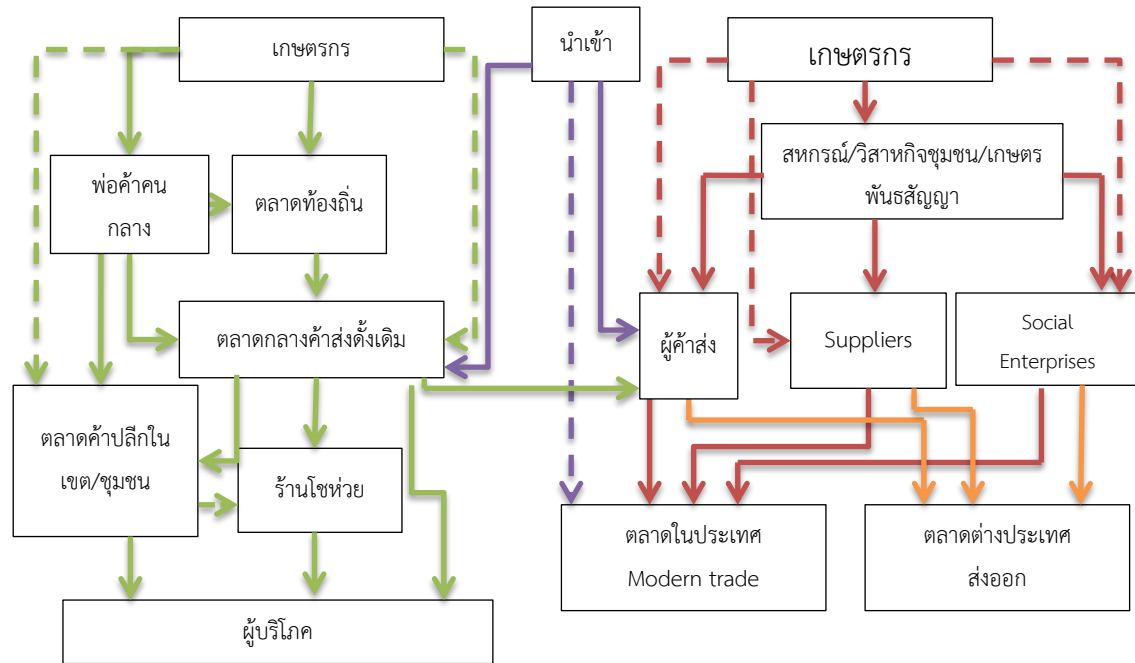 เกษตรกร
นำเข้า
เกษตรกร
พ่อค้าคน
กลาง
ตลาดท้องถิ่น
สหกรณ์/วิสาหกิจชุมชน/เกษตร
พันธสัญญา
ตลาดกลางค้าส่งดั้งเดิม
ผู้ค้าส่ง
Suppliers
Social
Enterprises
ตลาดค้าปลีกใน
เขต/ชุมชน
ร้านโชห่วย
ตลาดในประเทศ
Modern trade
ตลาดต่างประเทศ
ส่งออก
ผู้บริโภค